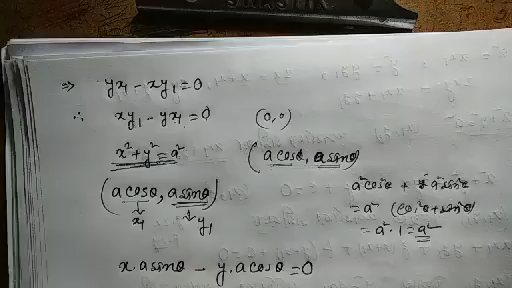 ⇒ yx₁ - xy₁ = 0
∴ xy₁ - yx₁ = 0 (0,0)
x² + y² = a² (a cosθ, a sinθ)
(a cosθ, a sinθ)
↓ ↓
x₁ y₁
a²cos²θ + a²sin²θ
= a² (cos²θ + sin²θ)
= a² · 1 = a²
x. a sinθ - y. a cosθ = 0